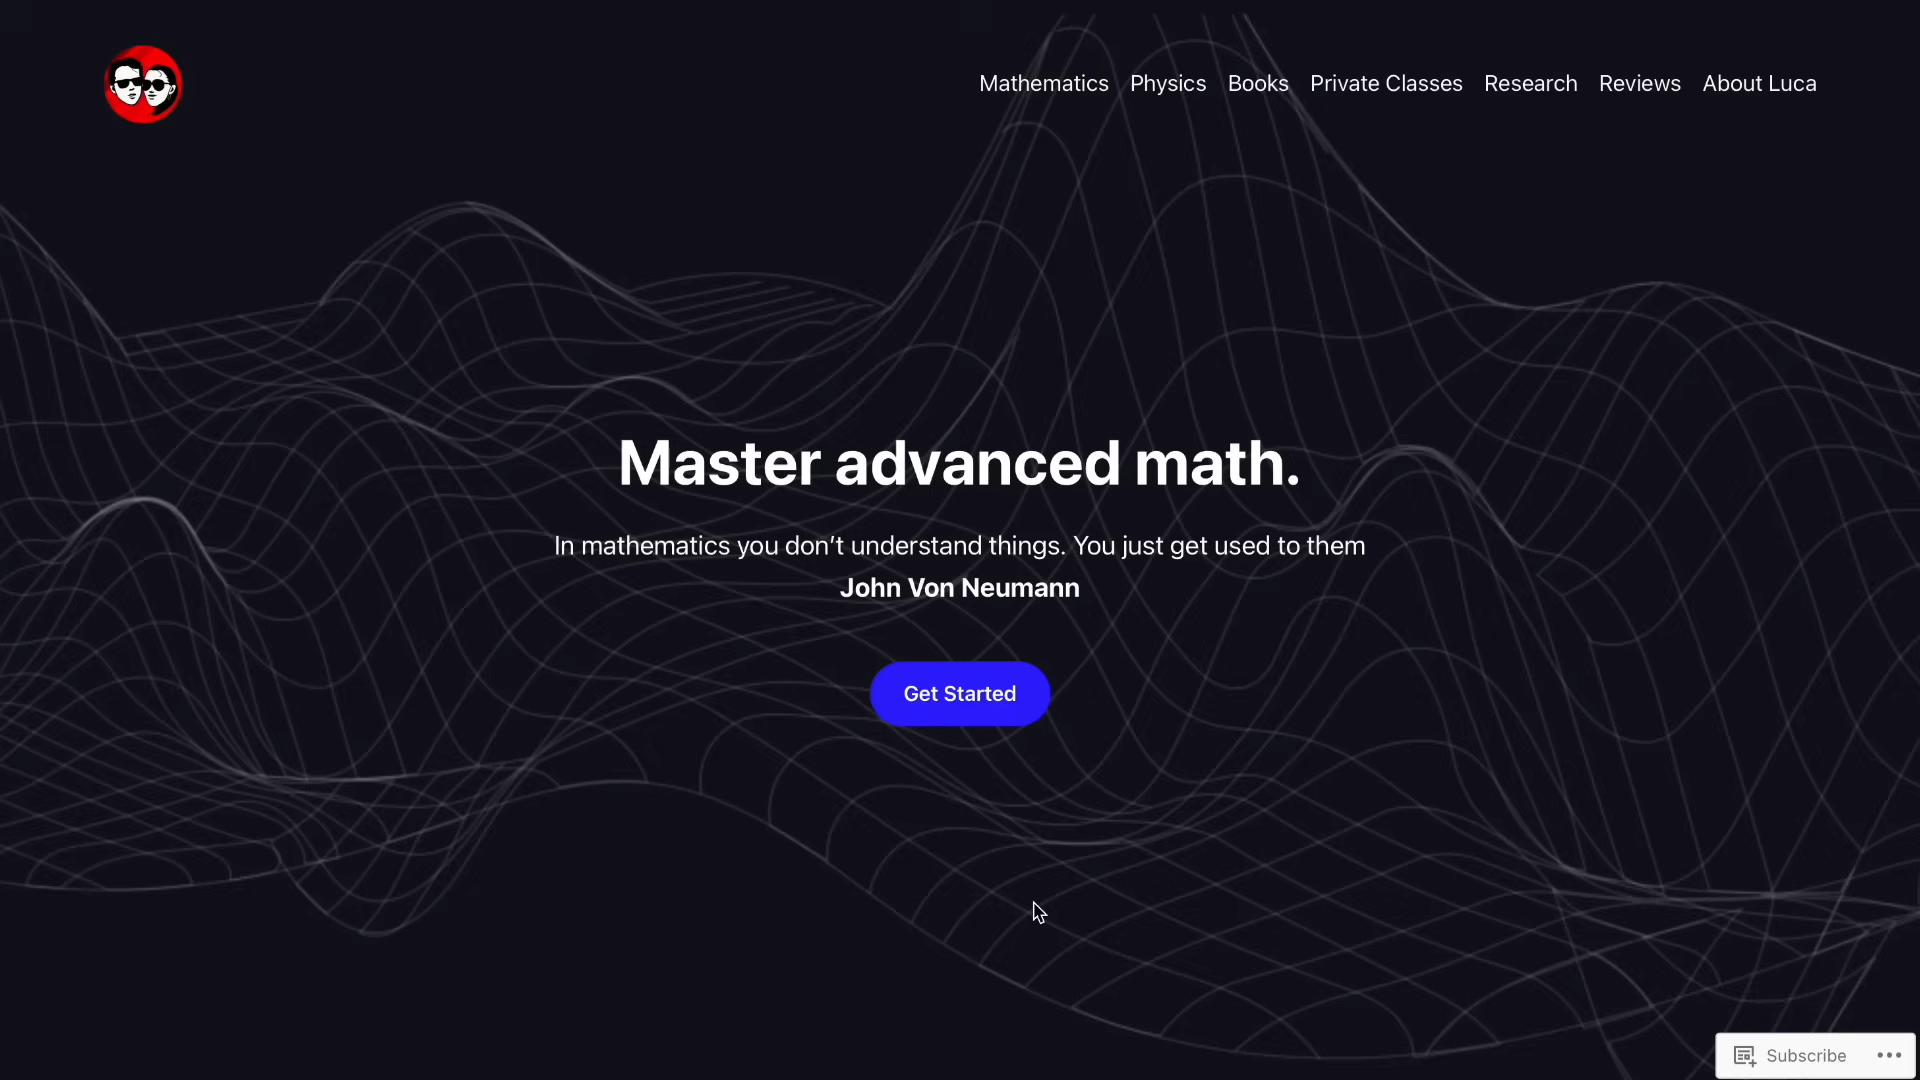 Mathematics Physics Books Private Classes Research Reviews About Luca
Master advanced math.
In mathematics you don’t understand things. You just get used to them
John Von Neumann
Get Started
Subscribe